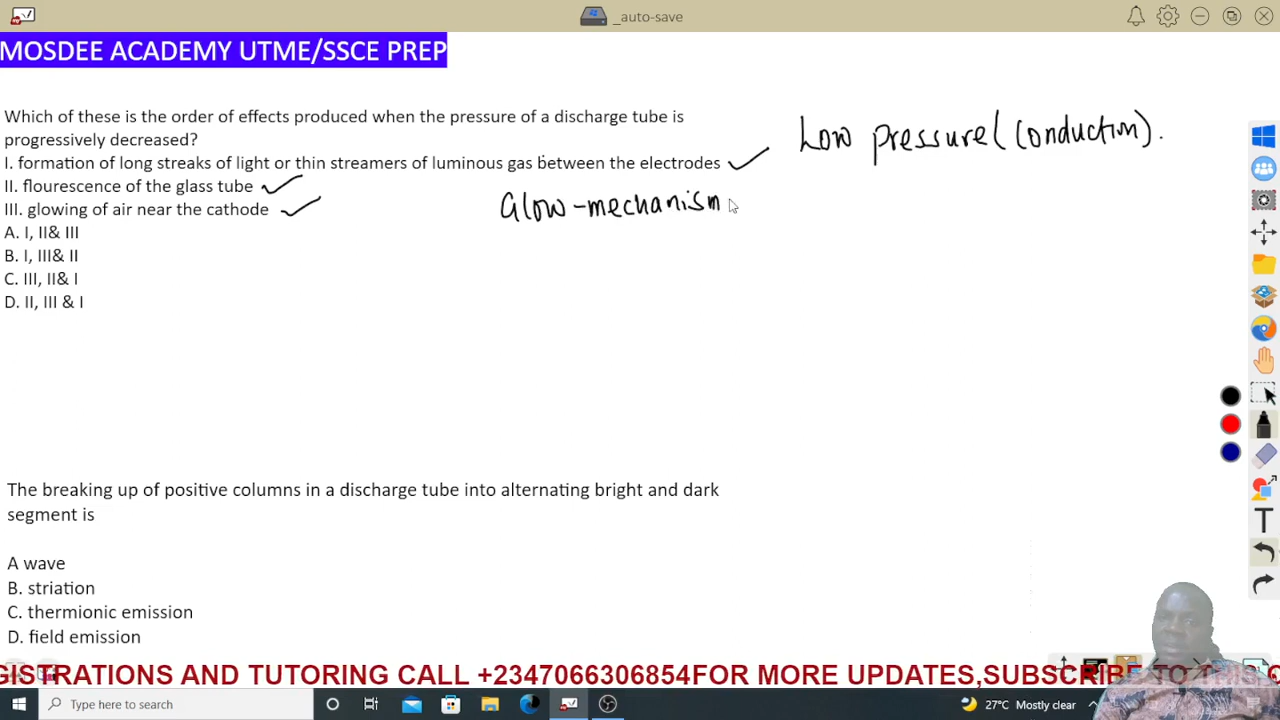 _auto-save
MOSDEE ACADEMY UTME/SSCE PREP
Which of these is the order of effects produced when the pressure of a discharge tube is
progressively decreased?
I. formation of long streaks of light or thin streamers of luminous gas between the electrodes
II. flourescence of the glass tube
III. glowing of air near the cathode
A. I, II& III
B. I, III& II
C. III, II& I
D. II, III & I
Low pressure (conduction).
Glow-mechanism
The breaking up of positive columns in a discharge tube into alternating bright and dark
segment is
A wave
B. striation
C. thermionic emission
D. field emission
GISTRATIONS AND TUTORING CALL +2347066306854FOR MORE UPDATES,SUBSCRIBE TO
Type here to search
27°C Mostly clear